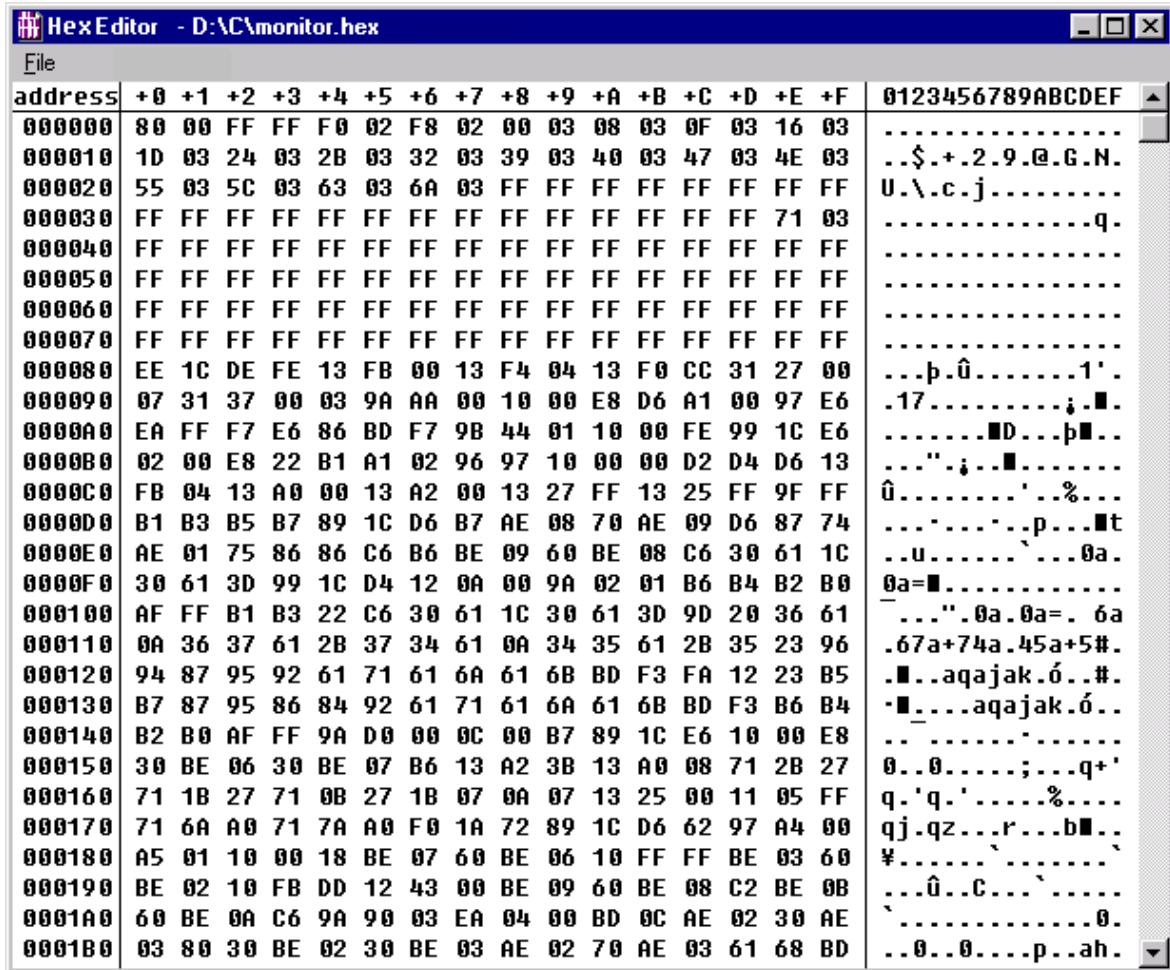 HexEditor - D:\C\monitor.hex
File
address +0 +1 +2 +3 +4 +5 +6 +7 +8 +9 +A +B +C +D +E +F 0123456789ABCDEF
000000 80 00 FF FF F0 02 F8 02 00 03 08 03 0F 03 16 03 ................
000010 1D 03 24 03 2B 03 32 03 39 03 40 03 47 03 4E 03 ..$.+.2.9.@.G.N.
000020 55 03 5C 03 63 03 6A 03 FF FF FF FF FF FF FF FF U.\.c.j.........
000030 FF FF FF FF FF FF FF FF FF FF FF FF FF FF 71 03 ..............q.
000040 FF FF FF FF FF FF FF FF FF FF FF FF FF FF FF FF ................
000050 FF FF FF FF FF FF FF FF FF FF FF FF FF FF FF FF ................
000060 FF FF FF FF FF FF FF FF FF FF FF FF FF FF FF FF ................
000070 FF FF FF FF FF FF FF FF FF FF FF FF FF FF FF FF ................
000080 EE 1C DE FE 13 FB 00 13 F4 04 13 F0 CC 31 27 00 ...þ.û.......1'.
000090 07 31 37 00 03 9A AA 00 10 00 E8 D6 A1 00 97 E6 .17.........¡.■.
0000A0 EA FF F7 E6 86 BD F7 9B 44 01 10 00 FE 99 1C E6 .......■D...þ■..
0000B0 02 00 E8 22 B1 A1 02 96 97 10 00 00 D2 D4 D6 13 ...".¡..■.......
0000C0 FB 04 13 A0 00 13 A2 00 13 27 FF 13 25 FF 9F FF û........'..%...
0000D0 B1 B3 B5 B7 89 1C D6 B7 AE 08 70 AE 09 D6 87 74 ...·...·..p...■t
0000E0 AE 01 75 86 86 C6 B6 BE 09 60 BE 08 C6 30 61 1C ..u......`...0a.
0000F0 30 61 3D 99 1C D4 12 0A 00 9A 02 01 B6 B4 B2 B0 0a=■............
000100 AF FF B1 B3 22 C6 30 61 1C 30 61 3D 9D 20 36 61 ¯...".0a.0a=. 6a
000110 0A 36 37 61 2B 37 34 61 0A 34 35 61 2B 35 23 96 .67a+74a.45a+5#.
000120 94 87 95 92 61 71 61 6A 61 6B BD F3 FA 12 23 B5 .■..aqajak.ó..#.
000130 B7 87 95 86 84 92 61 71 61 6A 61 6B BD F3 B6 B4 ·■....aqajak.ó..
000140 B2 B0 AF FF 9A D0 00 0C 00 B7 89 1C E6 10 00 E8 ..¯......·......
000150 30 BE 06 30 BE 07 B6 13 A2 3B 13 A0 08 71 2B 27 0..0.....;...q+'
000160 71 1B 27 71 0B 27 1B 07 0A 07 13 25 00 11 05 FF q.'q.'.....%....
000170 71 6A A0 71 7A A0 F0 1A 72 89 1C D6 62 97 A4 00 qj.qz...r...b■..
000180 A5 01 10 00 18 BE 07 60 BE 06 10 FF FF BE 03 60 ¥......`.......`
000190 BE 02 10 FB DD 12 43 00 BE 09 60 BE 08 C2 BE 0B ...û..C...`.....
0001A0 60 BE 0A C6 9A 90 03 EA 04 00 BD 0C AE 02 30 AE `.............0.
0001B0 03 80 30 BE 02 30 BE 03 AE 02 70 AE 03 61 68 BD ..0..0....p..ah.